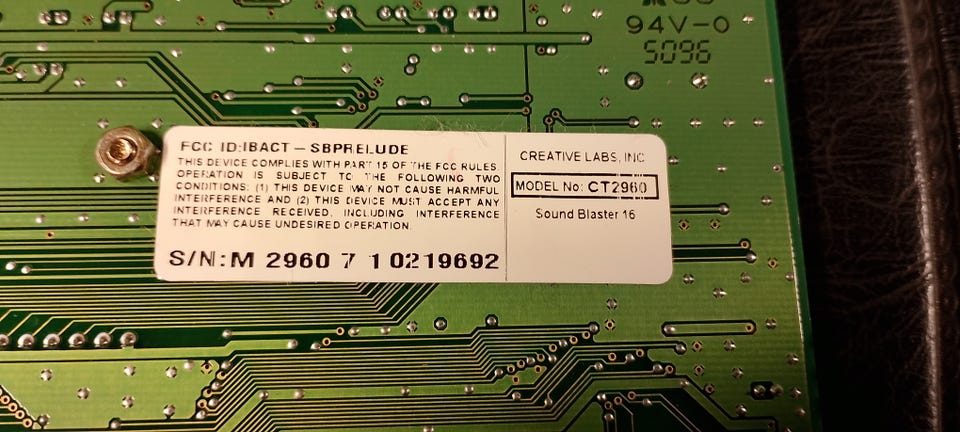 94V-0
5096
FCC ID:IBACT – SBPRELUDE
THIS DEVICE COMPLIES WITH PART 15 OF THE FCC RULES.
OPERATION IS SUBJECT TO THE FOLLOWING TWO
CONDITIONS: (1) THIS DEVICE MAY NOT CAUSE HARMFUL
INTERFERENCE AND (2) THIS DEVICE MUST ACCEPT ANY
INTERFERENCE RECEIVED, INCLUDING INTERFERENCE
THAT MAY CAUSE UNDESIRED OPERATION.
S/N:M 2960 7 1 0219692
CREATIVE LABS, INC
MODEL No: CT2960
Sound Blaster 16